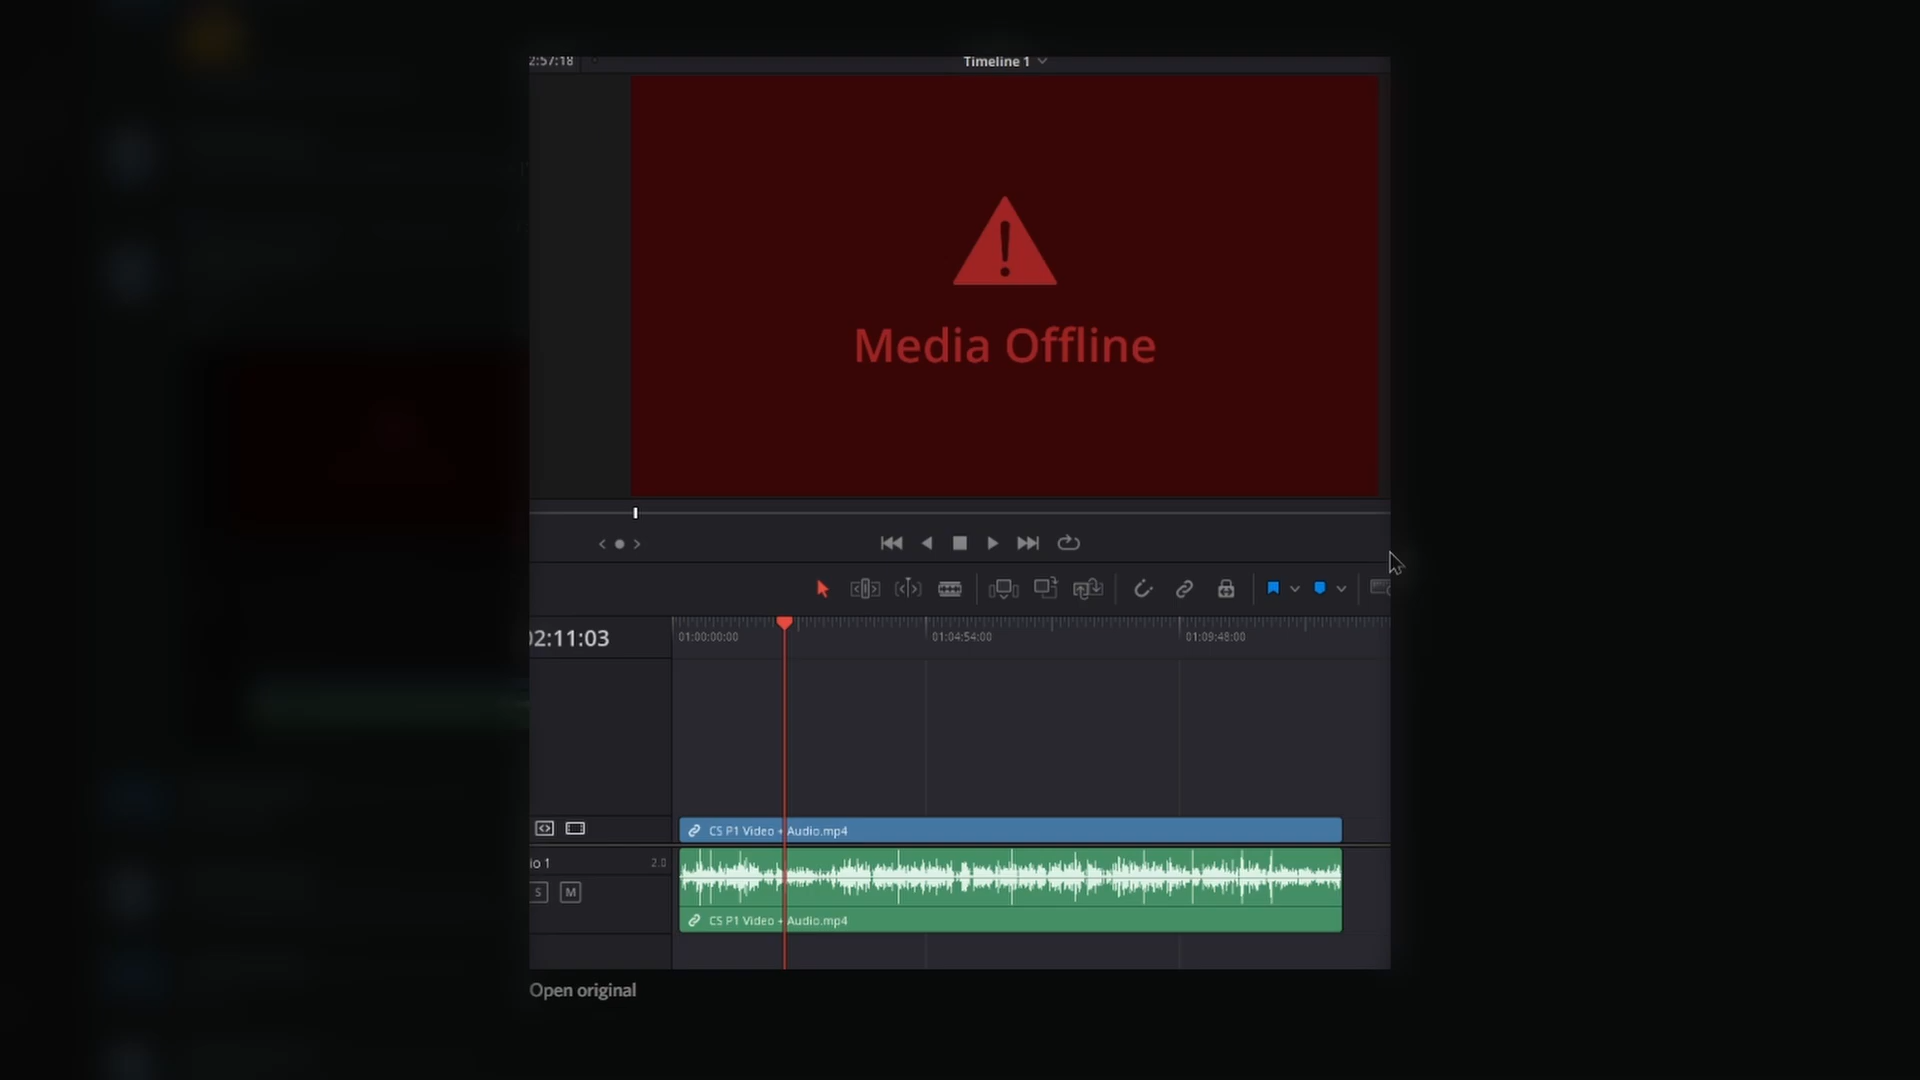 2:57:18
Timeline 1
Media Offline
02:11:03
01:00:00:00
01:04:54:00
01:09:48:00
CS P1 Video + Audio.mp4
io 1
2.0
S
M
CS P1 Video + Audio.mp4
Open original